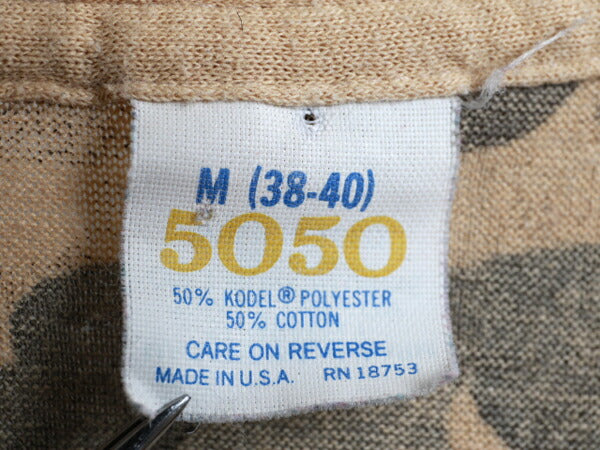 M (38-40)
5050
50% KODEL® POLYESTER
50% COTTON
CARE ON REVERSE
MADE IN U.S.A. RN 18753